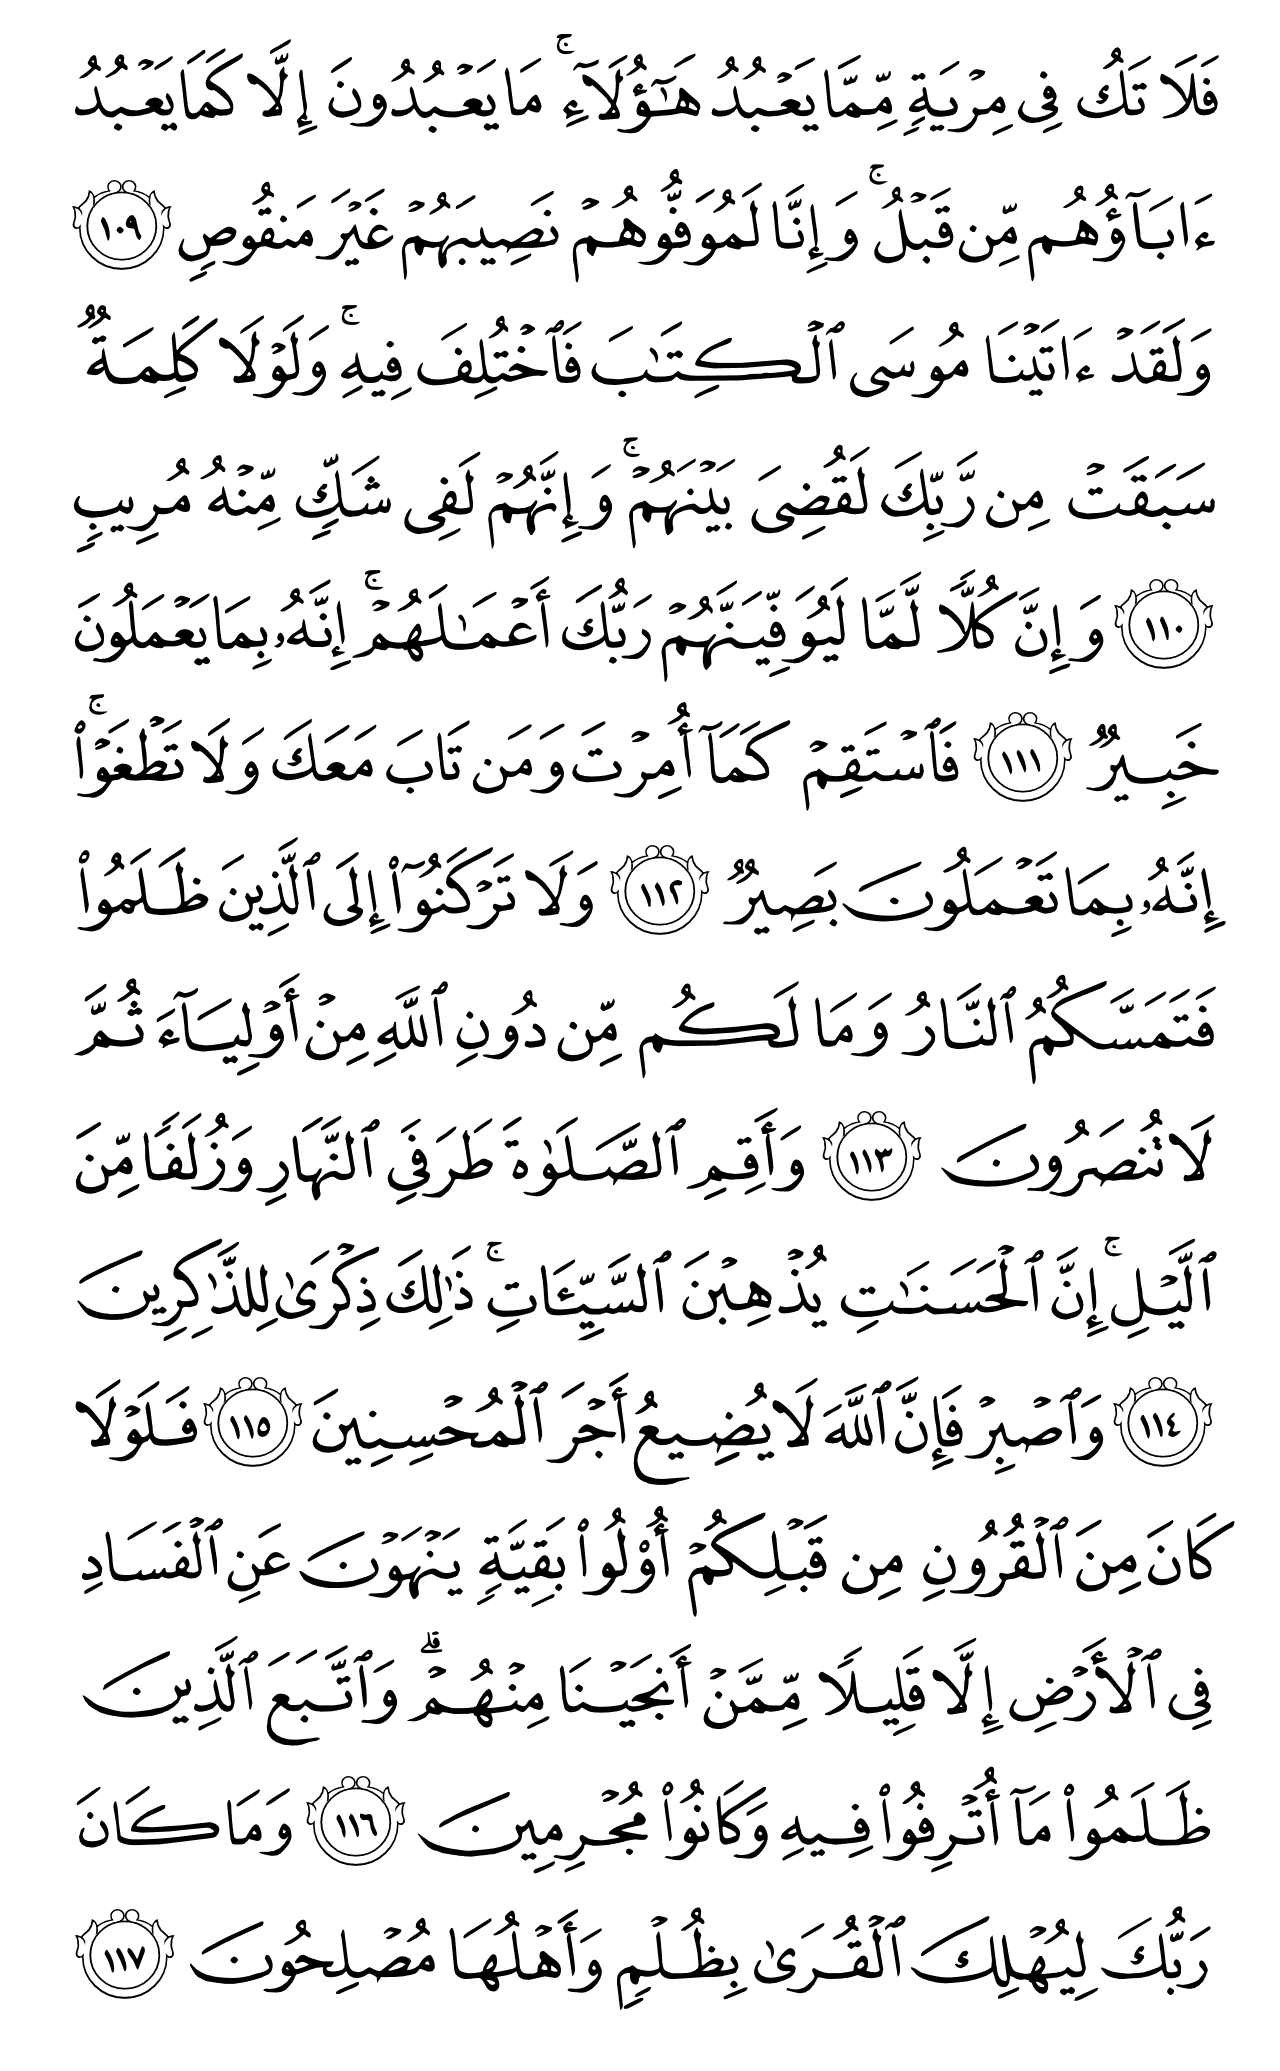 فَلَا تَكُ فِى مِرْيَةٍ مِّمَّا يَعْبُدُ هَٰٓؤُلَآءِ ۚ مَا يَعْبُدُونَ إِلَّا كَمَا يَعْبُدُ
ءَابَآؤُهُم مِّن قَبْلُ ۚ وَإِنَّا لَمُوَفُّوهُمْ نَصِيبَهُمْ غَيْرَ مَنقُوصٍ ١٠٩
وَلَقَدْ ءَاتَيْنَا مُوسَى ٱلْكِتَٰبَ فَٱخْتُلِفَ فِيهِ ۚ وَلَوْلَا كَلِمَةٌ
سَبَقَتْ مِن رَّبِّكَ لَقُضِىَ بَيْنَهُمْ ۚ وَإِنَّهُمْ لَفِى شَكٍّ مِّنْهُ مُرِيبٍ
١١٠ وَإِنَّ كُلًّا لَّمَّا لَيُوَفِّيَنَّهُمْ رَبُّكَ أَعْمَٰلَهُمْ ۚ إِنَّهُۥ بِمَا يَعْمَلُونَ
خَبِيرٌ ١١١ فَٱسْتَقِمْ كَمَآ أُمِرْتَ وَمَن تَابَ مَعَكَ وَلَا تَطْغَوْا۟ ۚ
إِنَّهُۥ بِمَا تَعْمَلُونَ بَصِيرٌ ١١٢ وَلَا تَرْكَنُوٓا۟ إِلَى ٱلَّذِينَ ظَلَمُوا۟
فَتَمَسَّكُمُ ٱلنَّارُ وَمَا لَكُم مِّن دُونِ ٱللَّهِ مِنْ أَوْلِيَآءَ ثُمَّ
لَا تُنصَرُونَ ١١٣ وَأَقِمِ ٱلصَّلَوٰةَ طَرَفَىِ ٱلنَّهَارِ وَزُلَفًا مِّنَ
ٱلَّيْلِ ۚ إِنَّ ٱلْحَسَنَٰتِ يُذْهِبْنَ ٱلسَّيِّـَٔاتِ ۚ ذَٰلِكَ ذِكْرَىٰ لِلذَّٰكِرِينَ
١١٤ وَٱصْبِرْ فَإِنَّ ٱللَّهَ لَا يُضِيعُ أَجْرَ ٱلْمُحْسِنِينَ ١١٥ فَلَوْلَا
كَانَ مِنَ ٱلْقُرُونِ مِن قَبْلِكُمْ أُو۟لُوا۟ بَقِيَّةٍ يَنْهَوْنَ عَنِ ٱلْفَسَادِ
فِى ٱلْأَرْضِ إِلَّا قَلِيلًا مِّمَّنْ أَنجَيْنَا مِنْهُمْ ۗ وَٱتَّبَعَ ٱلَّذِينَ
ظَلَمُوا۟ مَآ أُتْرِفُوا۟ فِيهِ وَكَانُوا۟ مُجْرِمِينَ ١١٦ وَمَا كَانَ
رَبُّكَ لِيُهْلِكَ ٱلْقُرَىٰ بِظُلْمٍ وَأَهْلُهَا مُصْلِحُونَ ١١٧